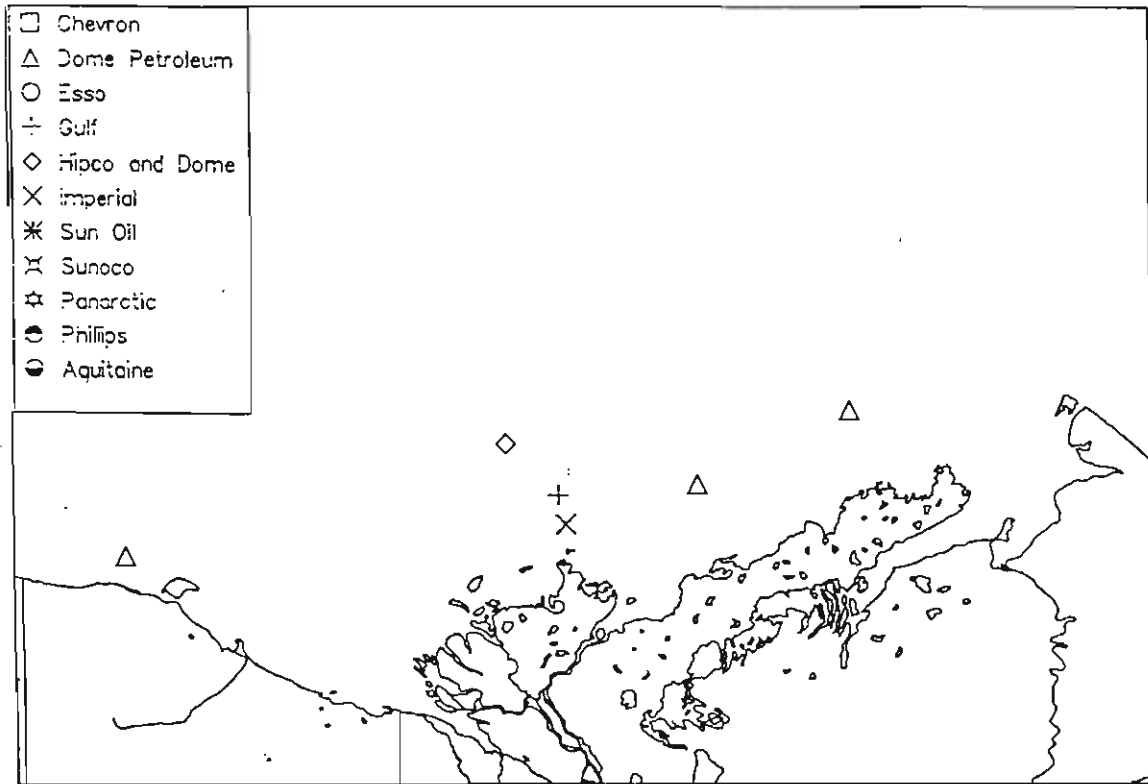 Chevron
Dome Petroleum
Esso
Gulf
Hipco and Dome
Imperial
Sun Oil
Sunoco
Panarctic
Phillips
Aquitaine